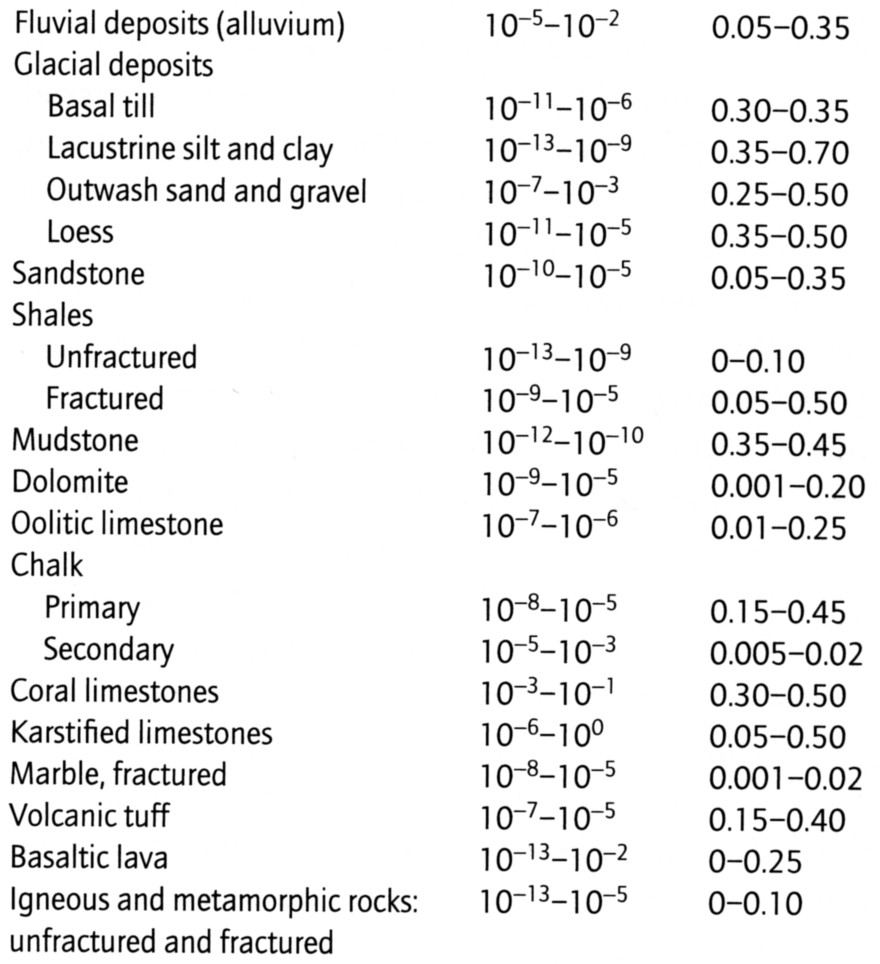 Fluvial deposits (alluvium) 10⁻⁵–10⁻² 0.05–0.35
Glacial deposits
Basal till 10⁻¹¹–10⁻⁶ 0.30–0.35
Lacustrine silt and clay 10⁻¹³–10⁻⁹ 0.35–0.70
Outwash sand and gravel 10⁻⁷–10⁻³ 0.25–0.50
Loess 10⁻¹¹–10⁻⁵ 0.35–0.50
Sandstone 10⁻¹⁰–10⁻⁵ 0.05–0.35
Shales
Unfractured 10⁻¹³–10⁻⁹ 0–0.10
Fractured 10⁻⁹–10⁻⁵ 0.05–0.50
Mudstone 10⁻¹²–10⁻¹⁰ 0.35–0.45
Dolomite 10⁻⁹–10⁻⁵ 0.001–0.20
Oolitic limestone 10⁻⁷–10⁻⁶ 0.01–0.25
Chalk
Primary 10⁻⁸–10⁻⁵ 0.15–0.45
Secondary 10⁻⁵–10⁻³ 0.005–0.02
Coral limestones 10⁻³–10⁻¹ 0.30–0.50
Karstified limestones 10⁻⁶–10⁰ 0.05–0.50
Marble, fractured 10⁻⁸–10⁻⁵ 0.001–0.02
Volcanic tuff 10⁻⁷–10⁻⁵ 0.15–0.40
Basaltic lava 10⁻¹³–10⁻² 0–0.25
Igneous and metamorphic rocks: 10⁻¹³–10⁻⁵ 0–0.10
unfractured and fractured